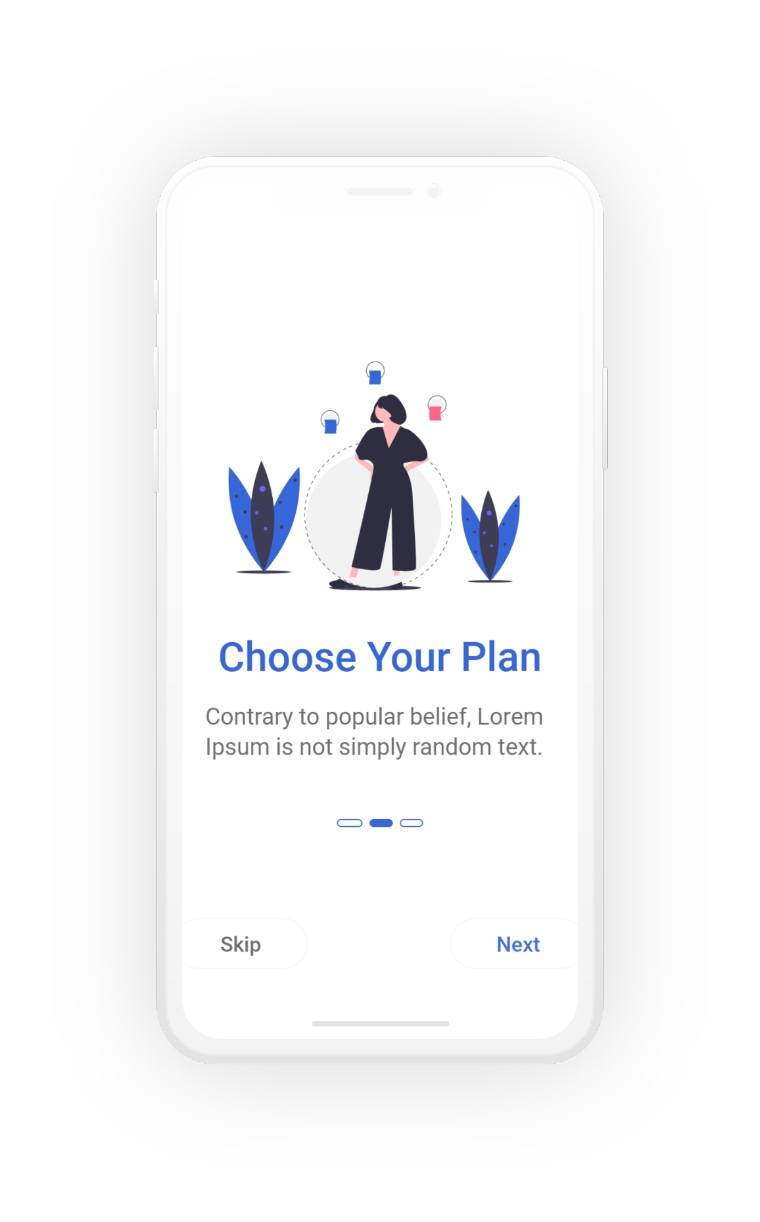 Choose Your Plan
Contrary to popular belief, Lorem
Ipsum is not simply random text.
Skip
Next